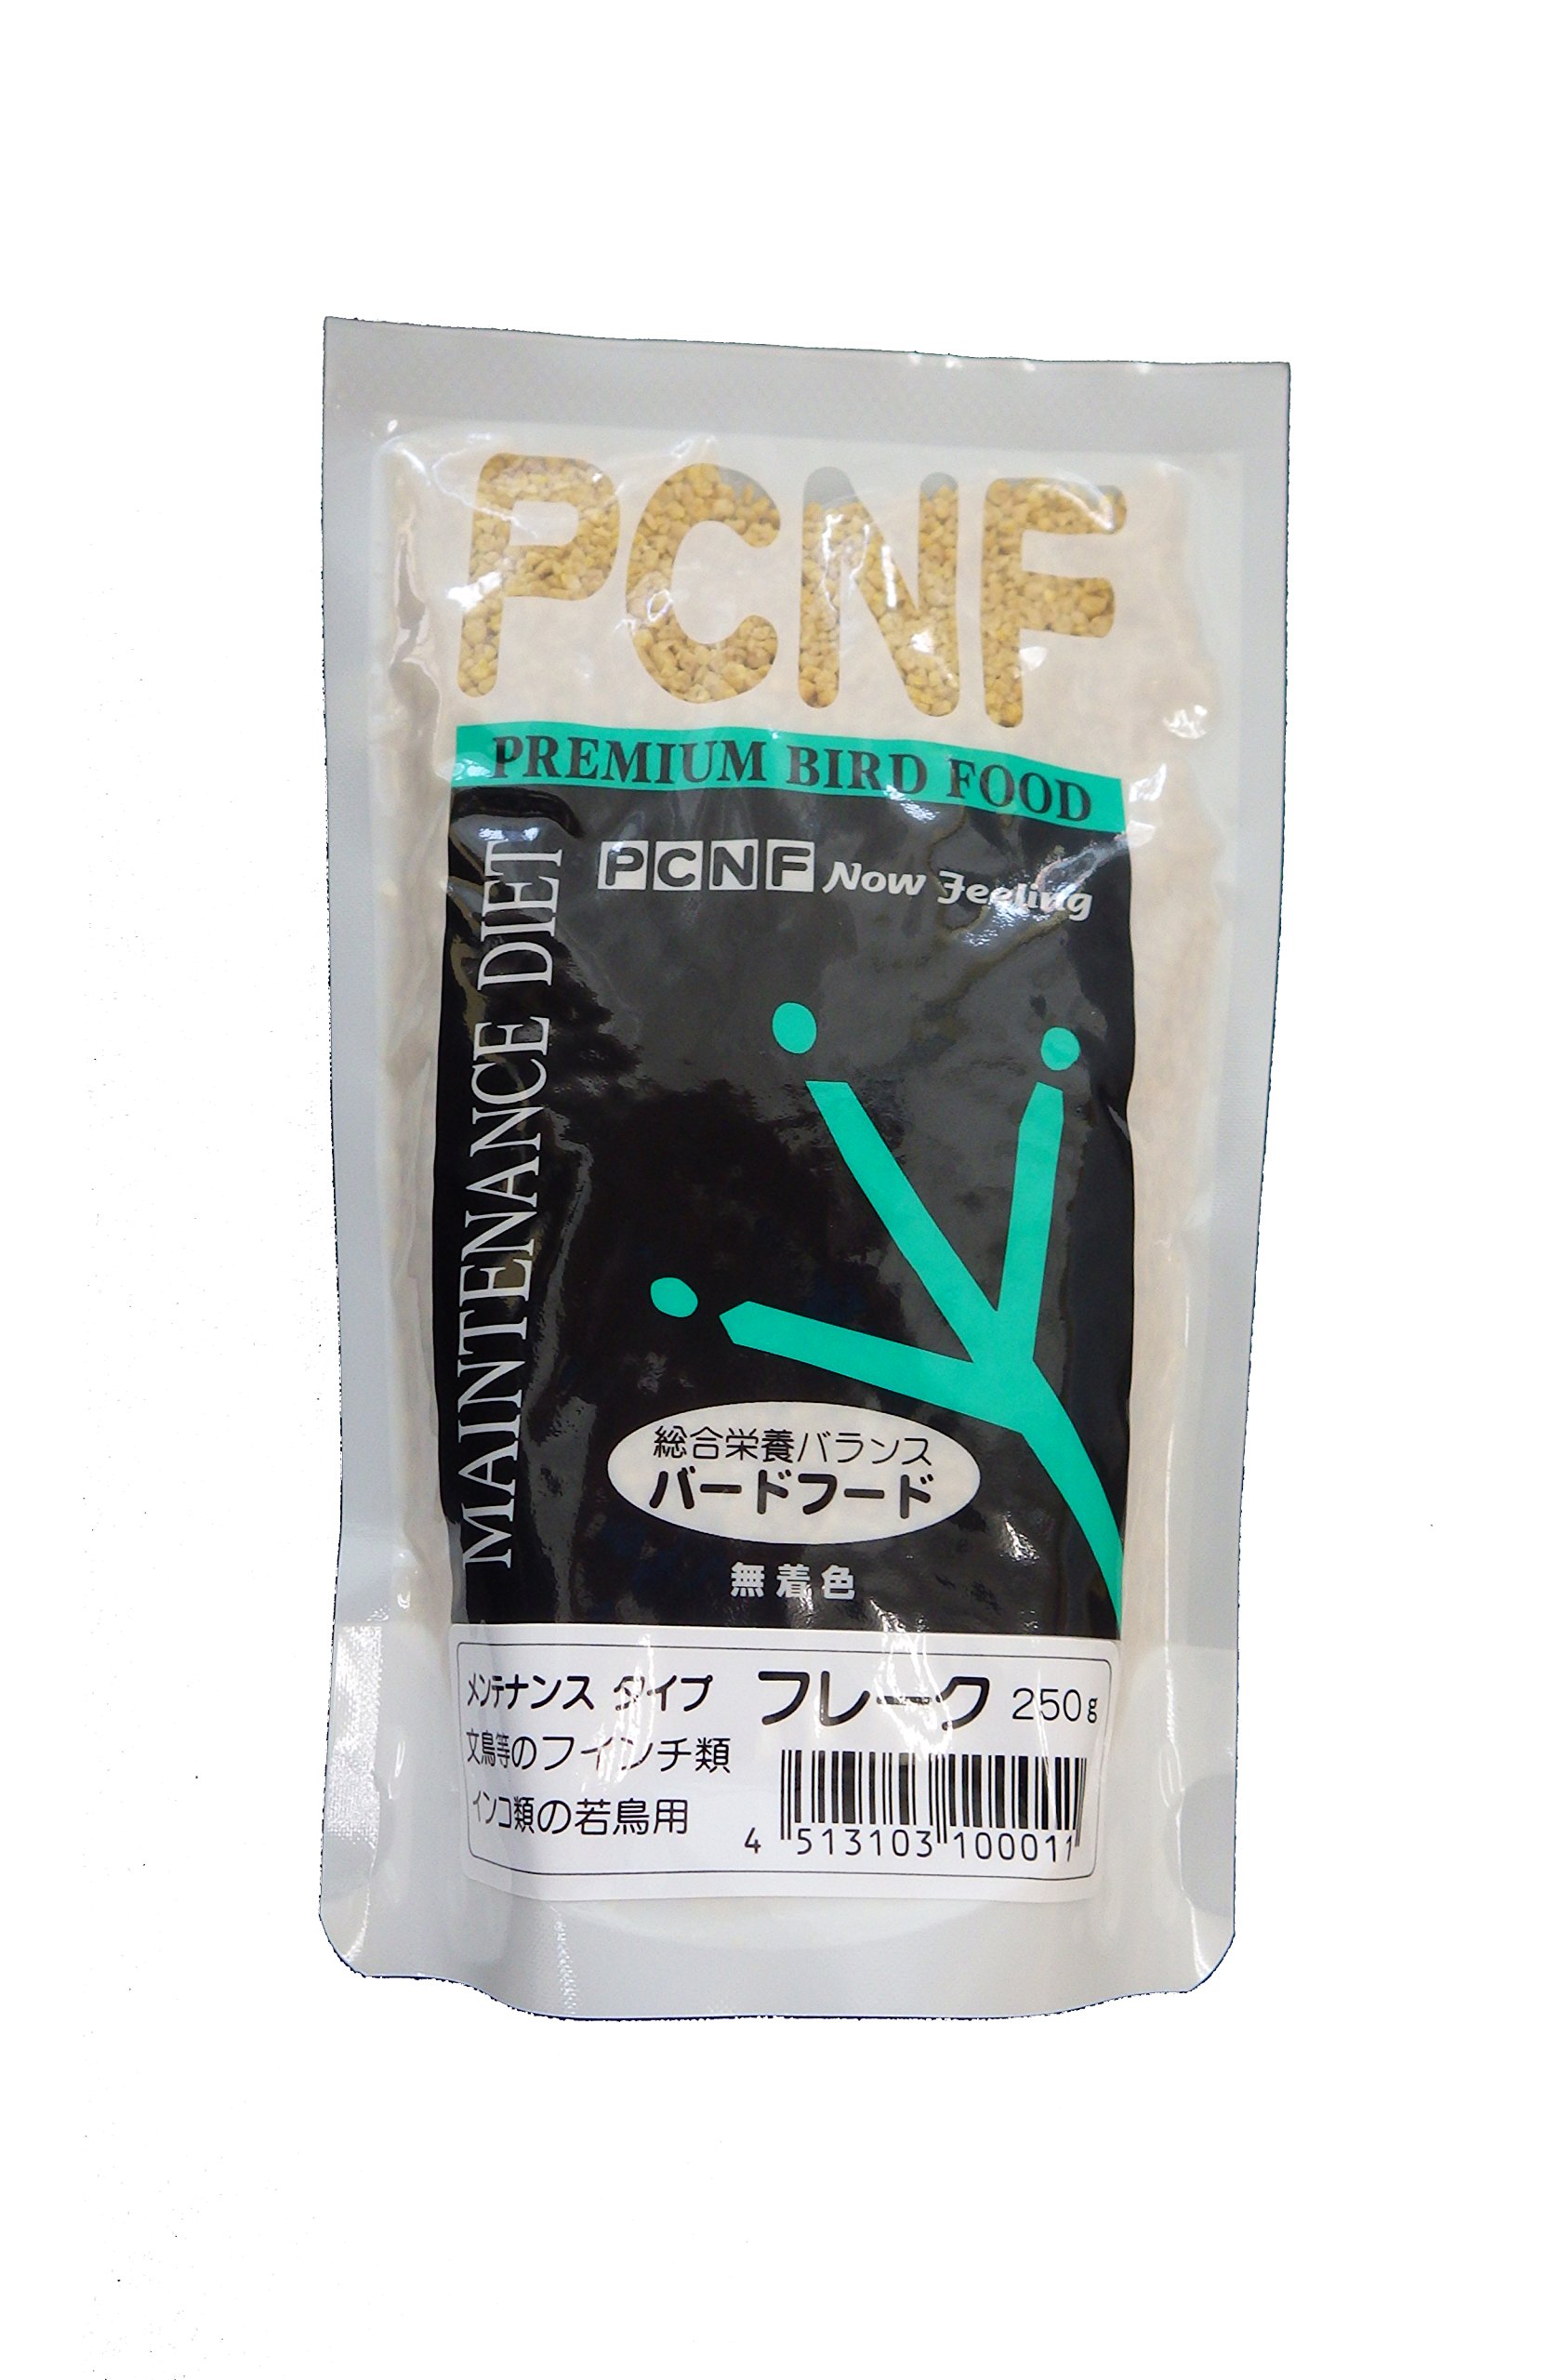 PCNF
PREMIUM BIRD FOOD
PCNF Now Feeling
MAINTENANCE DIET
総合栄養バランス
バードフード
無着色
メンテナンス タイプ フレーク 250g
文鳥等のフインチ類
インコ類の若鳥用
4 513103 100011